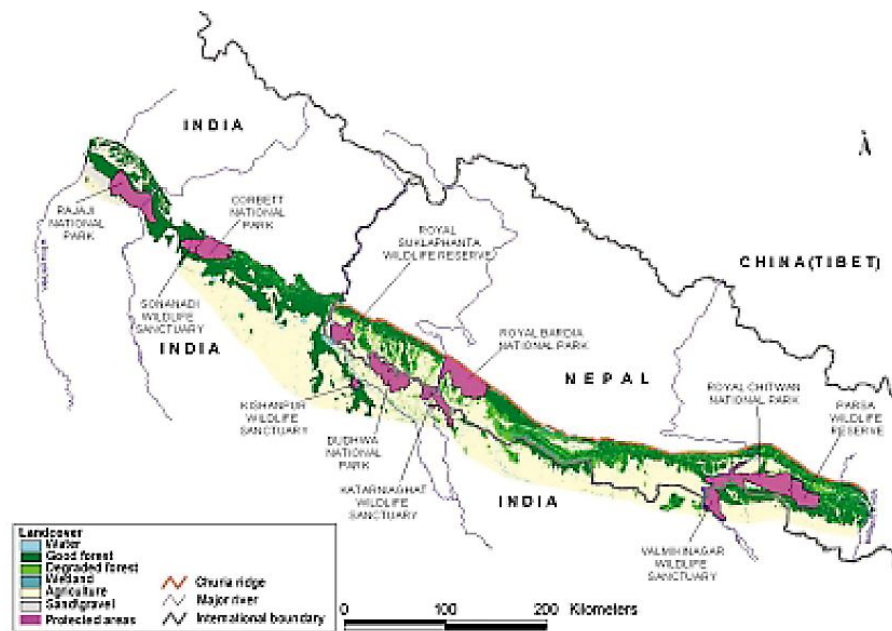 INDIA
À
RAJAJI
NATIONAL
PARK
CORBETT
NATIONAL
PARK
ROYAL
SUKLAPHANTA
WILDLIFE RESERVE
CHINA(TIBET)
SONANADI
WILDLIFE
SANCTUARY
INDIA
ROYAL BARDIA
NATIONAL PARK
NEPAL
ROYAL CHITWAN
NATIONAL PARK
PARSA
WILDLIFE
RESERVE
KISHANPUR
WILDLIFE
SANCTUARY
DUDHWA
NATIONAL
PARK
KATARNIAGHAT
WILDLIFE
SANCTUARY
INDIA
VALMIKINAGAR
WILDLIFE
SANCTUARY
Landcover
Water
Good forest
Degraded forest
Wetland
Agriculture
Sand/gravel
Protected areas
Churia ridge
Major river
International boundary
0 100 200 Kilometers